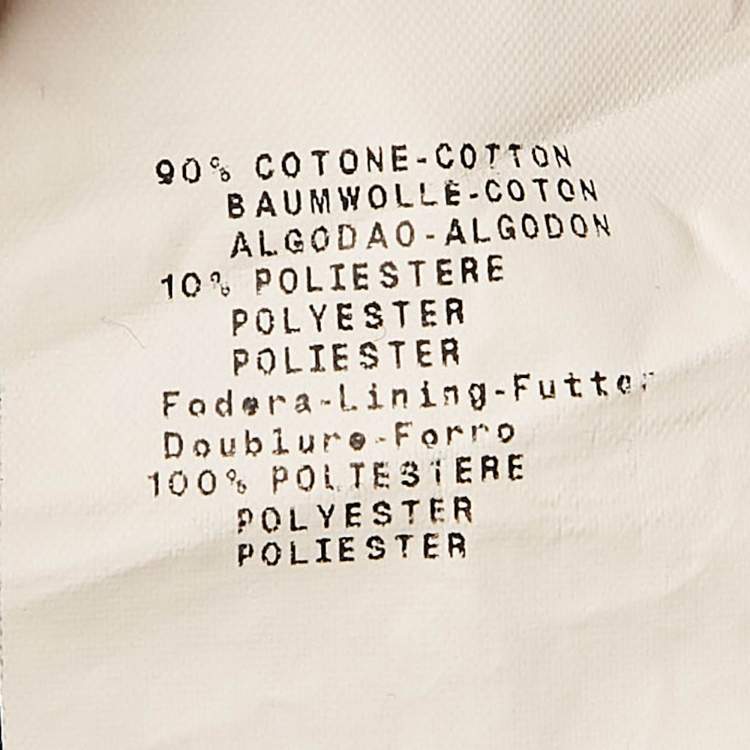 90% COTONE-COTTON
BAUMWOLLE-COTON
ALGODAO-ALGODON
10% POLIESTERE
POLYESTER
POLIESTER
Fodera-Lining-Futter
Doublure-Forro
100% POLIESTERE
POLYESTER
POLIESTER